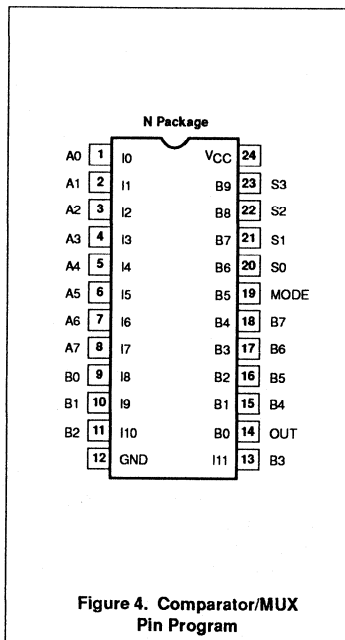 N Package
A0 1 I0 VCC 24
A1 2 I1 B9 23 S3
A2 3 I2 B8 22 S2
A3 4 I3 B7 21 S1
A4 5 I4 B6 20 S0
A5 6 I5 B5 19 MODE
A6 7 I6 B4 18 B7
A7 8 I7 B3 17 B6
B0 9 I8 B2 16 B5
B1 10 I9 B1 15 B4
B2 11 I10 B0 14 OUT
12 GND I11 13 B3
Figure 4. Comparator/MUX
Pin Program